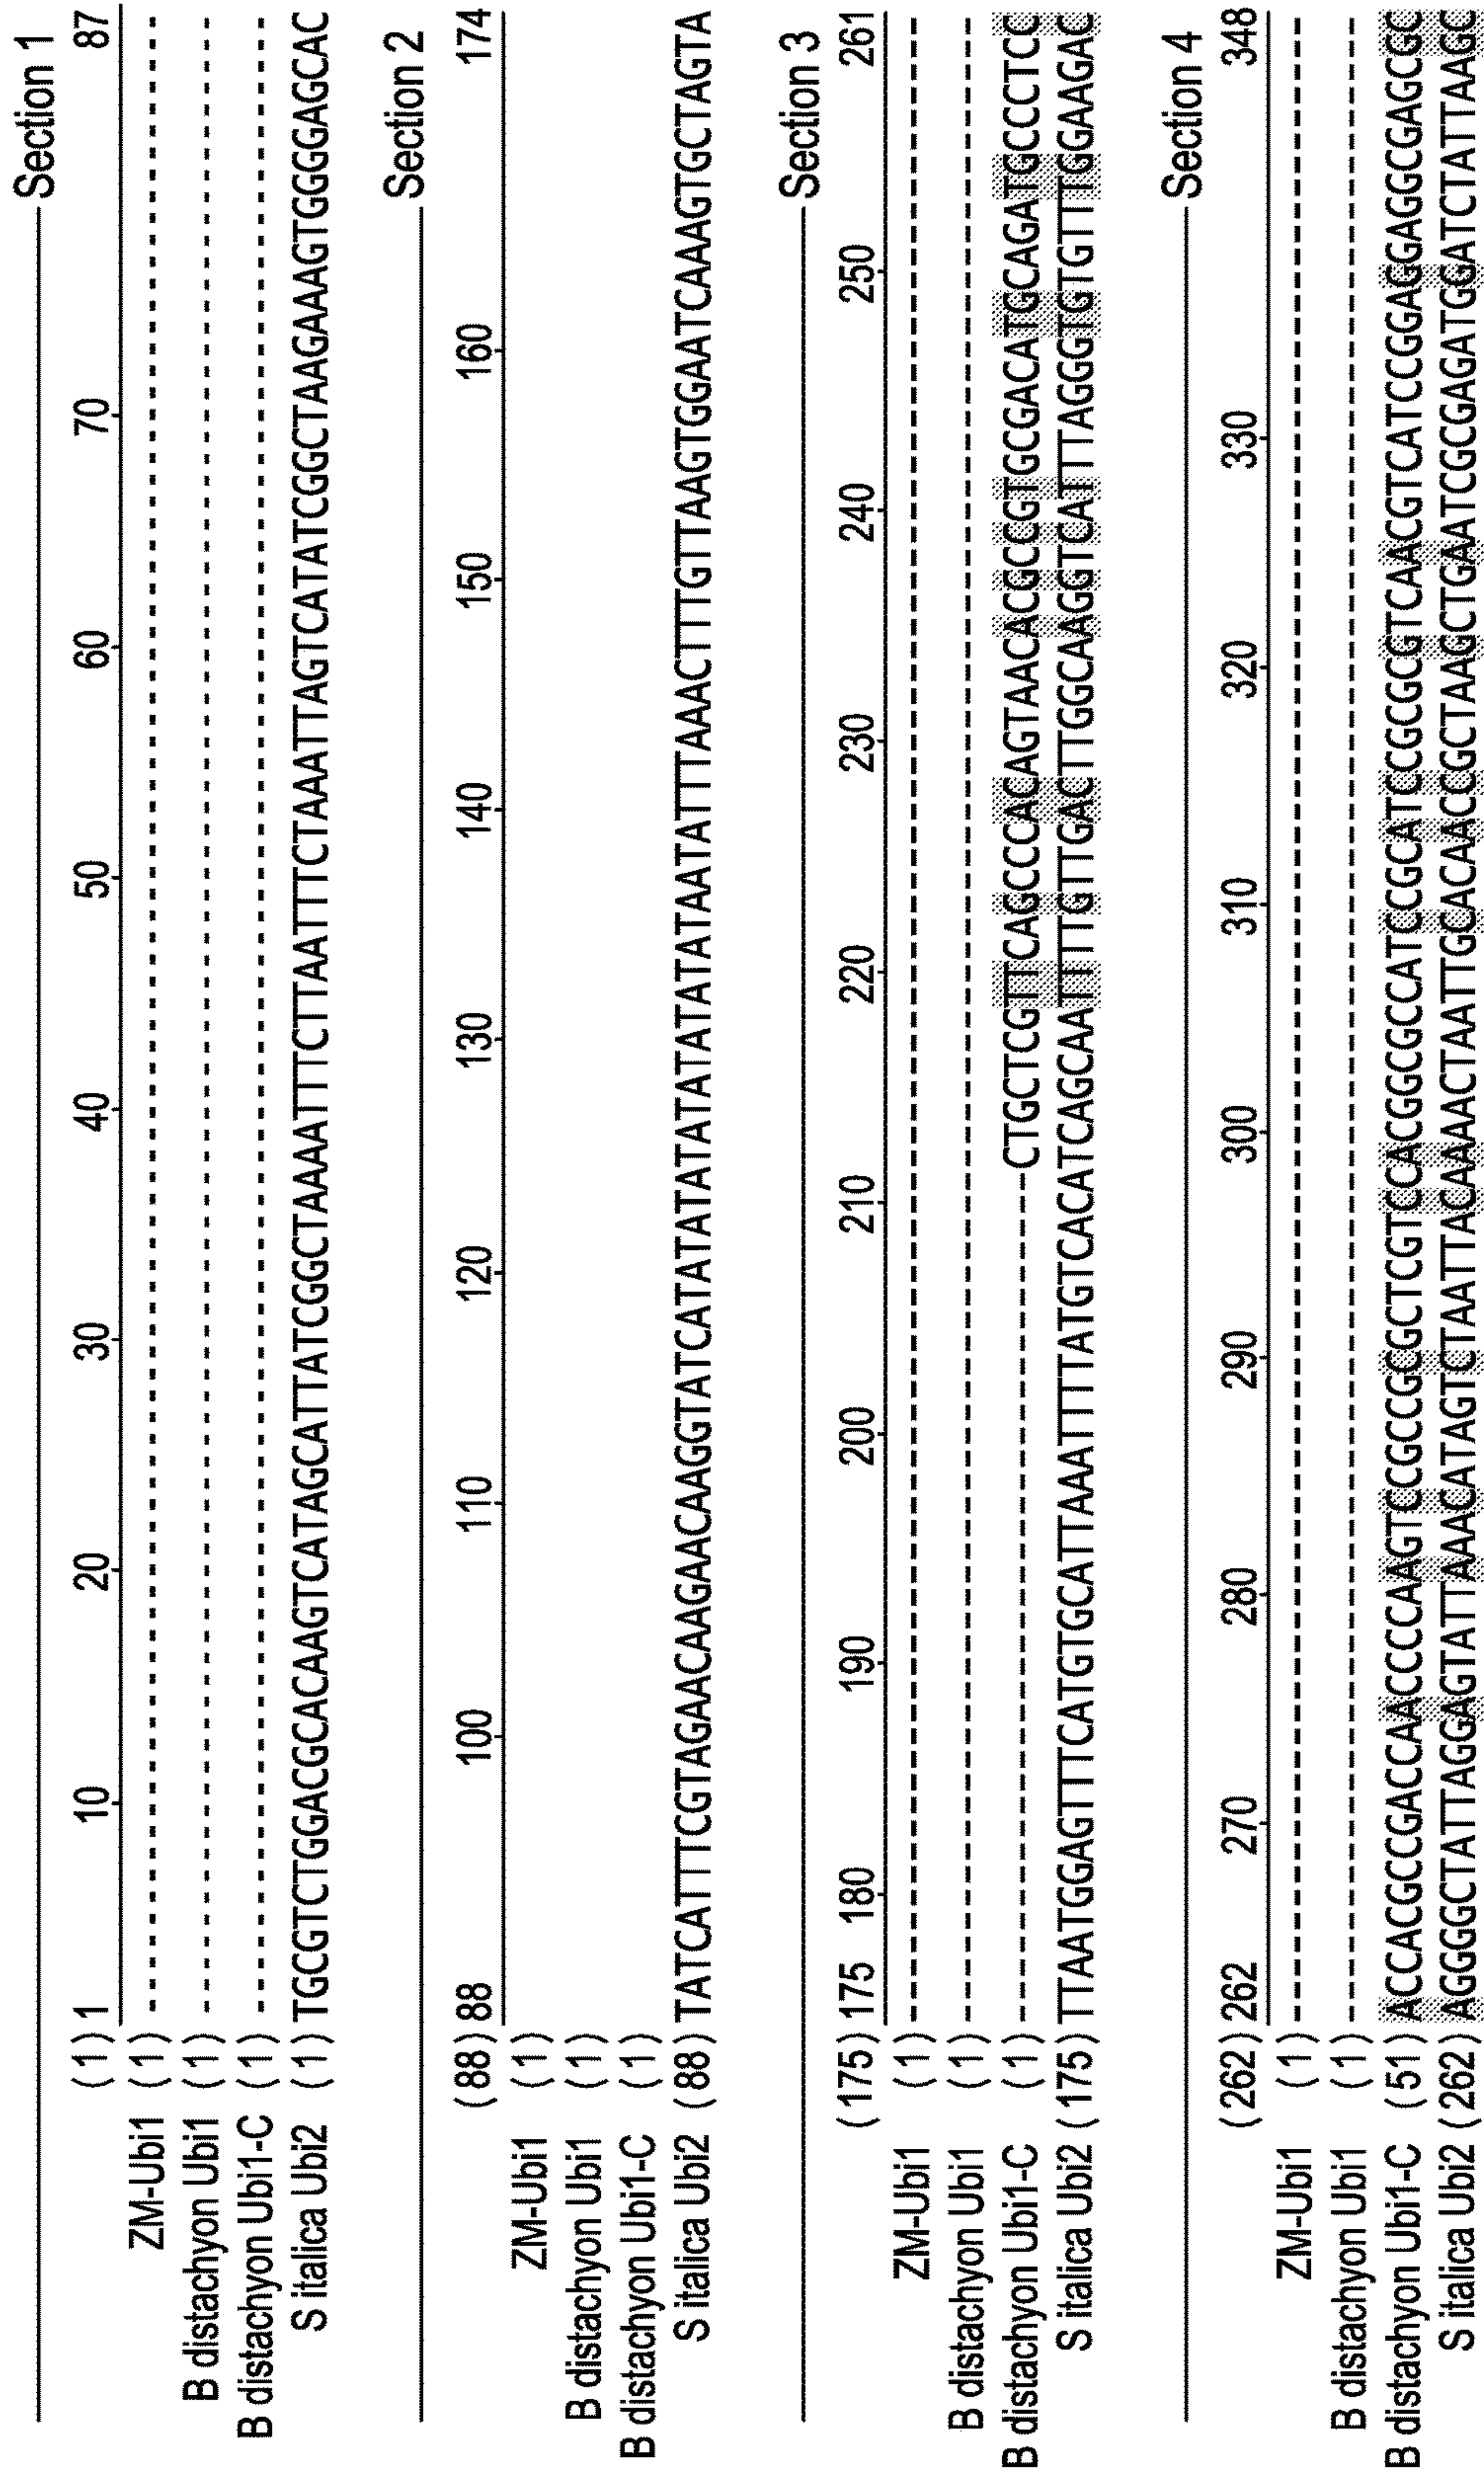 Section 1
(1) 1 10 20 30 40 50 60 70 87
ZM-Ubi1 (1) ---------------------------------------------------------------------------------------
B distachyon Ubi1 (1) ---------------------------------------------------------------------------------------
B distachyon Ubi1-C (1) ---------------------------------------------------------------------------------------
S italica Ubi2 (1) TGCGTCTGGACGCACAAGTCATAGCATTATCGGCTAAAATTTCTTAATTTCTAAATTAGTCATATCGGCTAAGAAAGTGGGGAGCAC
Section 2
(88) 88 100 110 120 130 140 150 160 174
ZM-Ubi1 (1)
B distachyon Ubi1 (1)
B distachyon Ubi1-C (1)
S italica Ubi2 (88) TATCATTTCGTAGAACAAGAACAAGGTATCATATATATATATATATATAATATTTAAACTTTGTTAAGTGGAATCAAAGTGCTAGTA
Section 3
(175) 175 180 190 200 210 220 230 240 250 261
ZM-Ubi1 (1) ---------------------------------------------------------------------------------------
B distachyon Ubi1 (1) ---------------------------------------------------------------------------------------
B distachyon Ubi1-C (1) -------------------------------------CTGCTCGTTCAGCCCACAGTAACACGCCGTGCGACATGCAGATGCCCTCC
S italica Ubi2 (175) TTAATGGAGTTTCATGTGCATTAAATTTTATGTCACATCAGCAATTTTGTTGACTTGGCAAGGTCATTTAGGGTGTGTTTGGAAGAC
Section 4
(262) 262 270 280 290 300 310 320 330 348
ZM-Ubi1 (1) ---------------------------------------------------------------------------------------
B distachyon Ubi1 (1) ---------------------------------------------------------------------------------------
B distachyon Ubi1-C (51) ACCACGCCGACCAACCCCAAGTCCGCCGCGCTCGTCCACGGCGCCATCCGCATCCGCGCGTCAACGTCATCCGGAGGAGGCGAGCGC
S italica Ubi2 (262) AGGGGCTATTAGGAGTATTAAACATAGTCTAATTACAAAACTAATTGCACAACCGCTAAGCTGAATCGCGAGATGGATCTATTAAGC